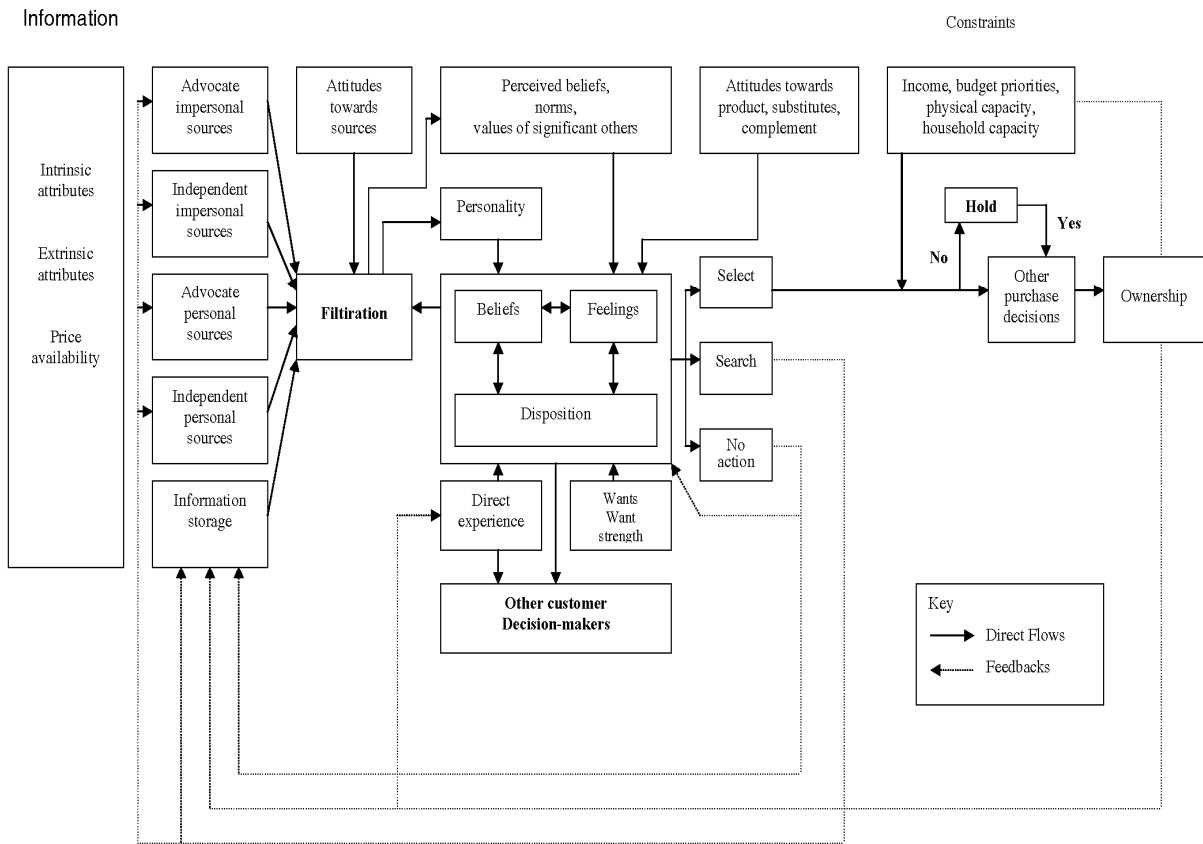 Information
Constraints
Intrinsic
attributes
Extrinsic
attributes
Price
availability
Advocate
impersonal
sources
Independent
impersonal
sources
Advocate
personal
sources
Independent
personal
sources
Information
storage
Attitudes
towards
sources
Filtiration
Perceived beliefs,
norms,
values of significant others
Personality
Beliefs
Feelings
Disposition
Direct
experience
Wants
Want
strength
Other customer
Decision-makers
Attitudes towards
product, substitutes,
complement
Select
Search
No
action
Income, budget priorities,
physical capacity,
household capacity
Hold
Yes
No
Other
purchase
decisions
Ownership
Key
Direct Flows
Feedbacks